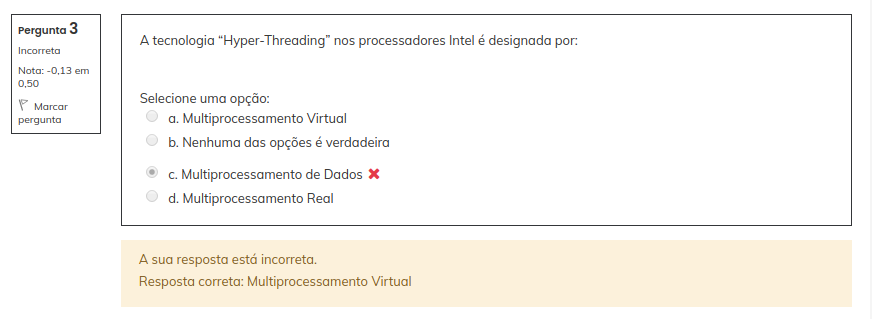 Pergunta 3
Incorreta
Nota: -0,13 em
0,50
Marcar
pergunta
A tecnologia “Hyper-Threading” nos processadores Intel é designada por:
Selecione uma opção:
a. Multiprocessamento Virtual
b. Nenhuma das opções é verdadeira
c. Multiprocessamento de Dados
d. Multiprocessamento Real
A sua resposta está incorreta.
Resposta correta: Multiprocessamento Virtual